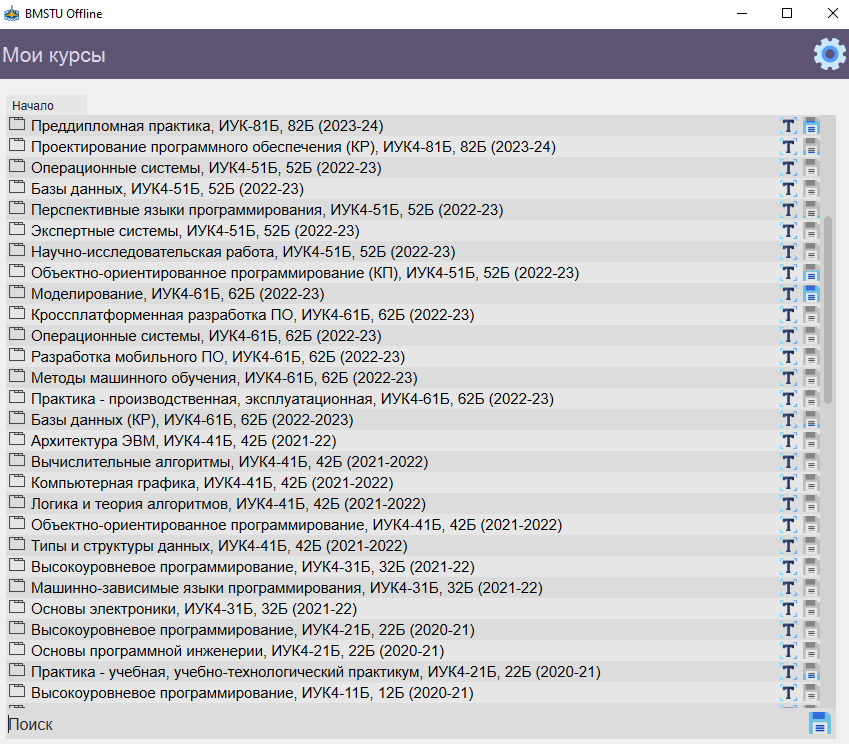 BMSTU Offline
Мои курсы
Начало
Преддипломная практика, ИУК-81Б, 82Б (2023-24)
Проектирование программного обеспечения (КР), ИУК4-81Б, 82Б (2023-24)
Операционные системы, ИУК4-51Б, 52Б (2022-23)
Базы данных, ИУК4-51Б, 52Б (2022-23)
Перспективные языки программирования, ИУК4-51Б, 52Б (2022-23)
Экспертные системы, ИУК4-51Б, 52Б (2022-23)
Научно-исследовательская работа, ИУК4-51Б, 52Б (2022-23)
Объектно-ориентированное программирование (КП), ИУК4-51Б, 52Б (2022-23)
Моделирование, ИУК4-61Б, 62Б (2022-23)
Кроссплатформенная разработка ПО, ИУК4-61Б, 62Б (2022-23)
Операционные системы, ИУК4-61Б, 62Б (2022-23)
Разработка мобильного ПО, ИУК4-61Б, 62Б (2022-23)
Методы машинного обучения, ИУК4-61Б, 62Б (2022-23)
Практика - производственная, эксплуатационная, ИУК4-61Б, 62Б (2022-23)
Базы данных (КР), ИУК4-61Б, 62Б (2022-2023)
Архитектура ЭВМ, ИУК4-41Б, 42Б (2021-22)
Вычислительные алгоритмы, ИУК4-41Б, 42Б (2021-2022)
Компьютерная графика, ИУК4-41Б, 42Б (2021-2022)
Логика и теория алгоритмов, ИУК4-41Б, 42Б (2021-2022)
Объектно-ориентированное программирование, ИУК4-41Б, 42Б (2021-2022)
Типы и структуры данных, ИУК4-41Б, 42Б (2021-2022)
Высокоуровневое программирование, ИУК4-31Б, 32Б (2021-22)
Машинно-зависимые языки программирования, ИУК4-31Б, 32Б (2021-22)
Основы электроники, ИУК4-31Б, 32Б (2021-22)
Высокоуровневое программирование, ИУК4-21Б, 22Б (2020-21)
Основы программной инженерии, ИУК4-21Б, 22Б (2020-21)
Практика - учебная, учебно-технологический практикум, ИУК4-21Б, 22Б (2020-21)
Высокоуровневое программирование, ИУК4-11Б, 12Б (2020-21)
Поиск